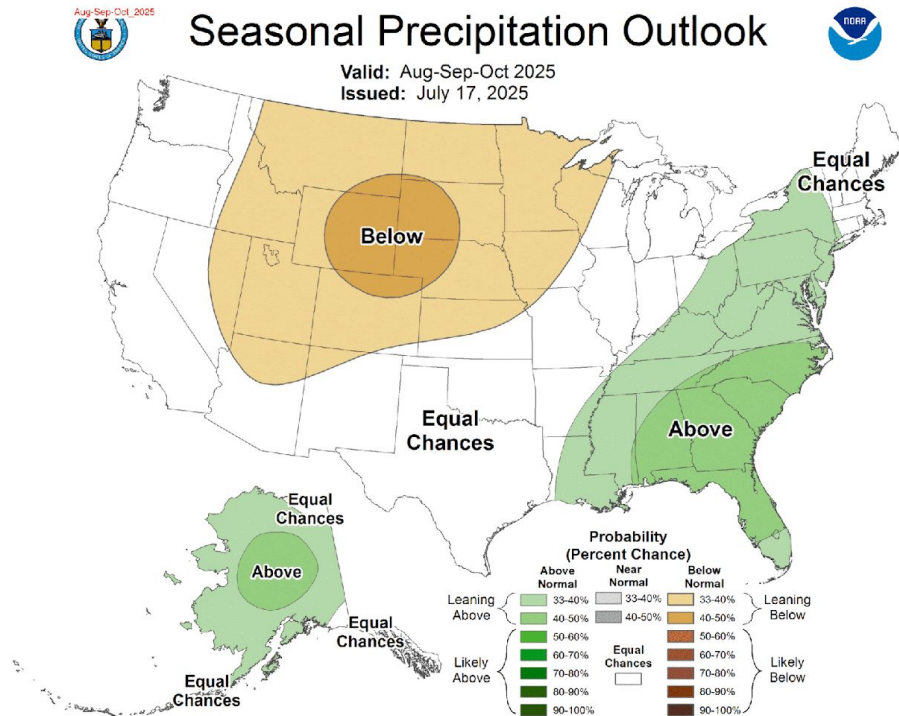 Aug-Sep-Oct_2025
Seasonal Precipitation Outlook
NOAA
Valid: Aug-Sep-Oct 2025
Issued: July 17, 2025
Equal
Chances
Below
Equal
Chances
Above
Equal
Chances
Above
Equal
Chances
Equal
Chances
Probability
(Percent Chance)
Above
Normal
Near
Normal
Below
Normal
Leaning
Above
33-40%
40-50%
50-60%
60-70%
70-80%
80-90%
90-100%
Likely
Above
33-40%
40-50%
Equal
Chances
33-40%
40-50%
50-60%
60-70%
70-80%
80-90%
90-100%
Leaning
Below
Likely
Below